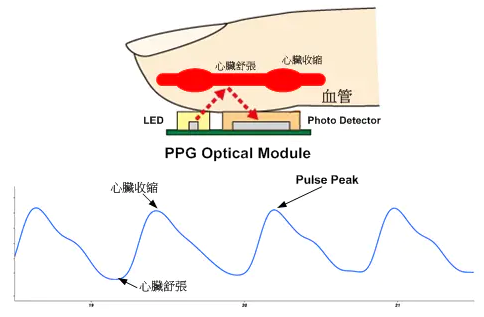 心臟舒張
心臟收縮
血管
LED
Photo Detector
PPG Optical Module
心臟收縮
Pulse Peak
心臟舒張
19
20
21